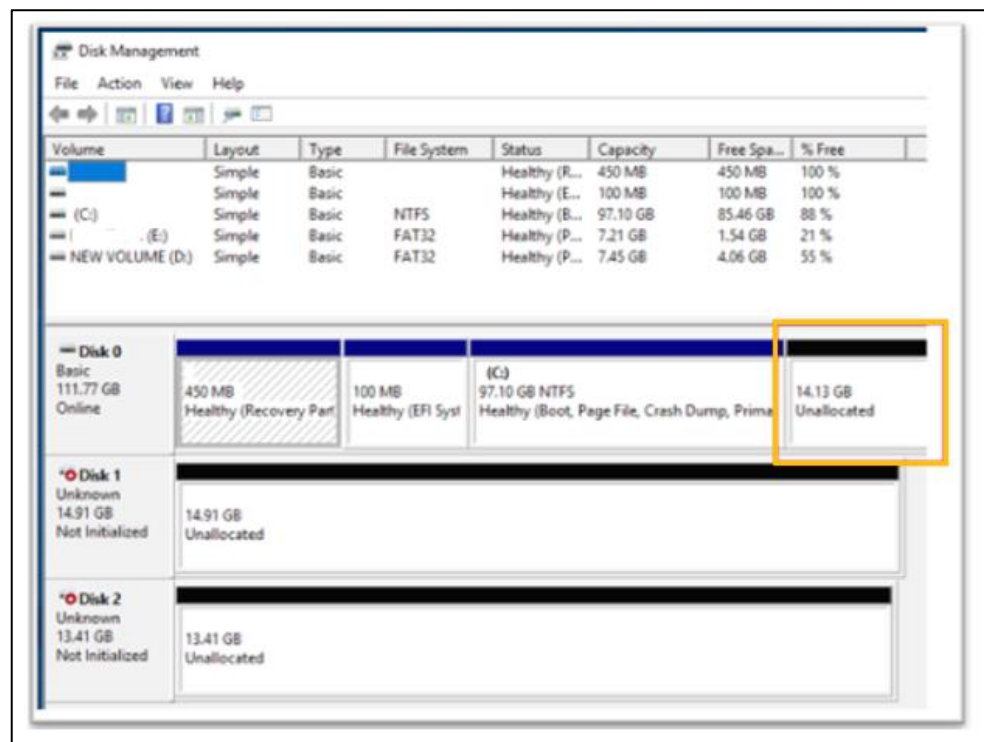 Disk Management
File Action View Help
Volume Layout Type File System Status Capacity Free Spa... % Free
Simple Basic Healthy (R... 450 MB 450 MB 100 %
Simple Basic Healthy (E... 100 MB 100 MB 100 %
(C:) Simple Basic NTFS Healthy (B... 97.10 GB 85.46 GB 88 %
(E:) Simple Basic FAT32 Healthy (P... 7.21 GB 1.54 GB 21 %
NEW VOLUME (D:) Simple Basic FAT32 Healthy (P... 7.45 GB 4.06 GB 55 %
Disk 0
Basic
111.77 GB
Online
450 MB
Healthy (Recovery Part
100 MB
Healthy (EFI Syst
(C:)
97.10 GB NTFS
Healthy (Boot, Page File, Crash Dump, Prima
14.13 GB
Unallocated
Disk 1
Unknown
14.91 GB
Not Initialized
14.91 GB
Unallocated
Disk 2
Unknown
13.41 GB
Not Initialized
13.41 GB
Unallocated